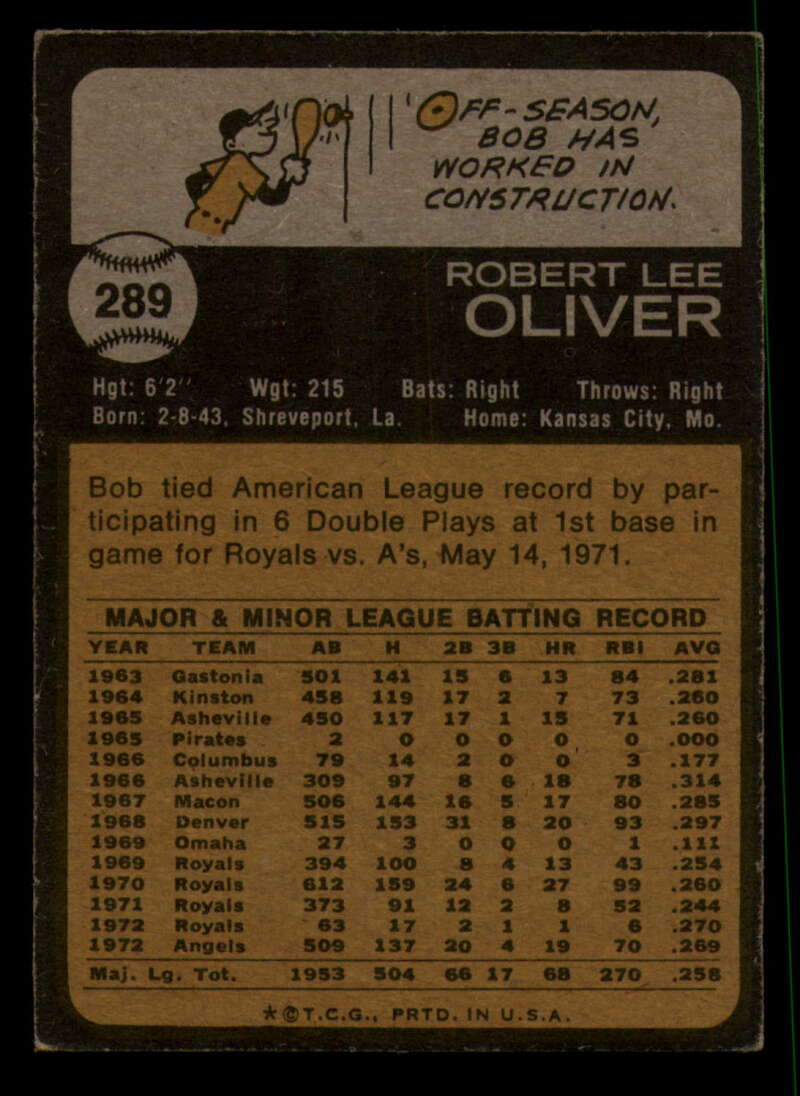 OFF-SEASON,
BOB HAS
WORKED IN
CONSTRUCTION.
289
ROBERT LEE
OLIVER
Hgt: 6'2" Wgt: 215 Bats: Right Throws: Right
Born: 2-8-43, Shreveport, La. Home: Kansas City, Mo.
Bob tied American League record by par-
ticipating in 6 Double Plays at 1st base in
game for Royals vs. A's, May 14, 1971.
MAJOR & MINOR LEAGUE BATTING RECORD
YEAR TEAM AB H 2B 3B HR RBI AVG
1963 Gastonia 501 141 15 6 13 84 .281
1964 Kinston 458 119 17 2 7 73 .260
1965 Asheville 450 117 17 1 15 71 .260
1965 Pirates 2 0 0 0 0 0 .000
1966 Columbus 79 14 2 0 0 3 .177
1966 Asheville 309 97 8 6 18 78 .314
1967 Macon 506 144 16 5 17 80 .285
1968 Denver 515 153 31 8 20 93 .297
1969 Omaha 27 3 0 0 0 1 .111
1969 Royals 394 100 8 4 13 43 .254
1970 Royals 612 159 24 6 27 99 .260
1971 Royals 373 91 12 2 8 52 .244
1972 Royals 63 17 2 1 1 6 .270
1972 Angels 509 137 20 4 19 70 .269
Maj. Lg. Tot. 1953 504 66 17 68 270 .258
*©T.C.G., PRTD. IN U.S.A.